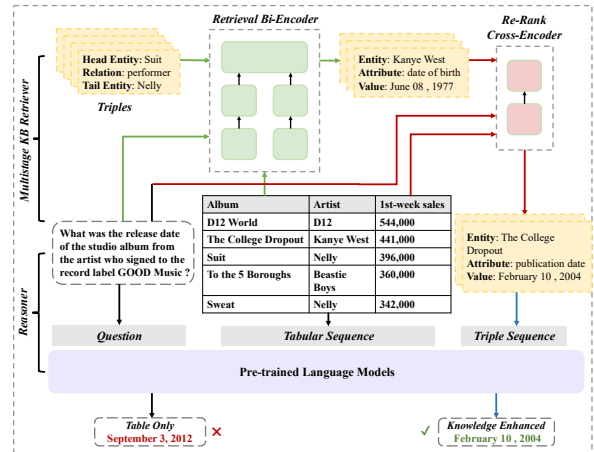 Retrieval Bi-Encoder
Re-Rank
Cross-Encoder
Head Entity: Suit
Relation: performer
Tail Entity: Nelly
Triples
Entity: Kanye West
Attribute: date of birth
Value: June 08 , 1977
Multistage KB Retriever
Album Artist 1st-week sales
D12 World D12 544,000
The College Dropout Kanye West 441,000
Suit Nelly 396,000
To the 5 Boroughs Beastie Boys 360,000
Sweat Nelly 342,000
What was the release date
of the studio album from
the artist who signed to the
record label GOOD Music ?
Entity: The College
Dropout
Attribute: publication date
Value: February 10 , 2004
Reasoner
Question
Tabular Sequence
Triple Sequence
Pre-trained Language Models
Table Only
September 3, 2012
Knowledge Enhanced
February 10 , 2004